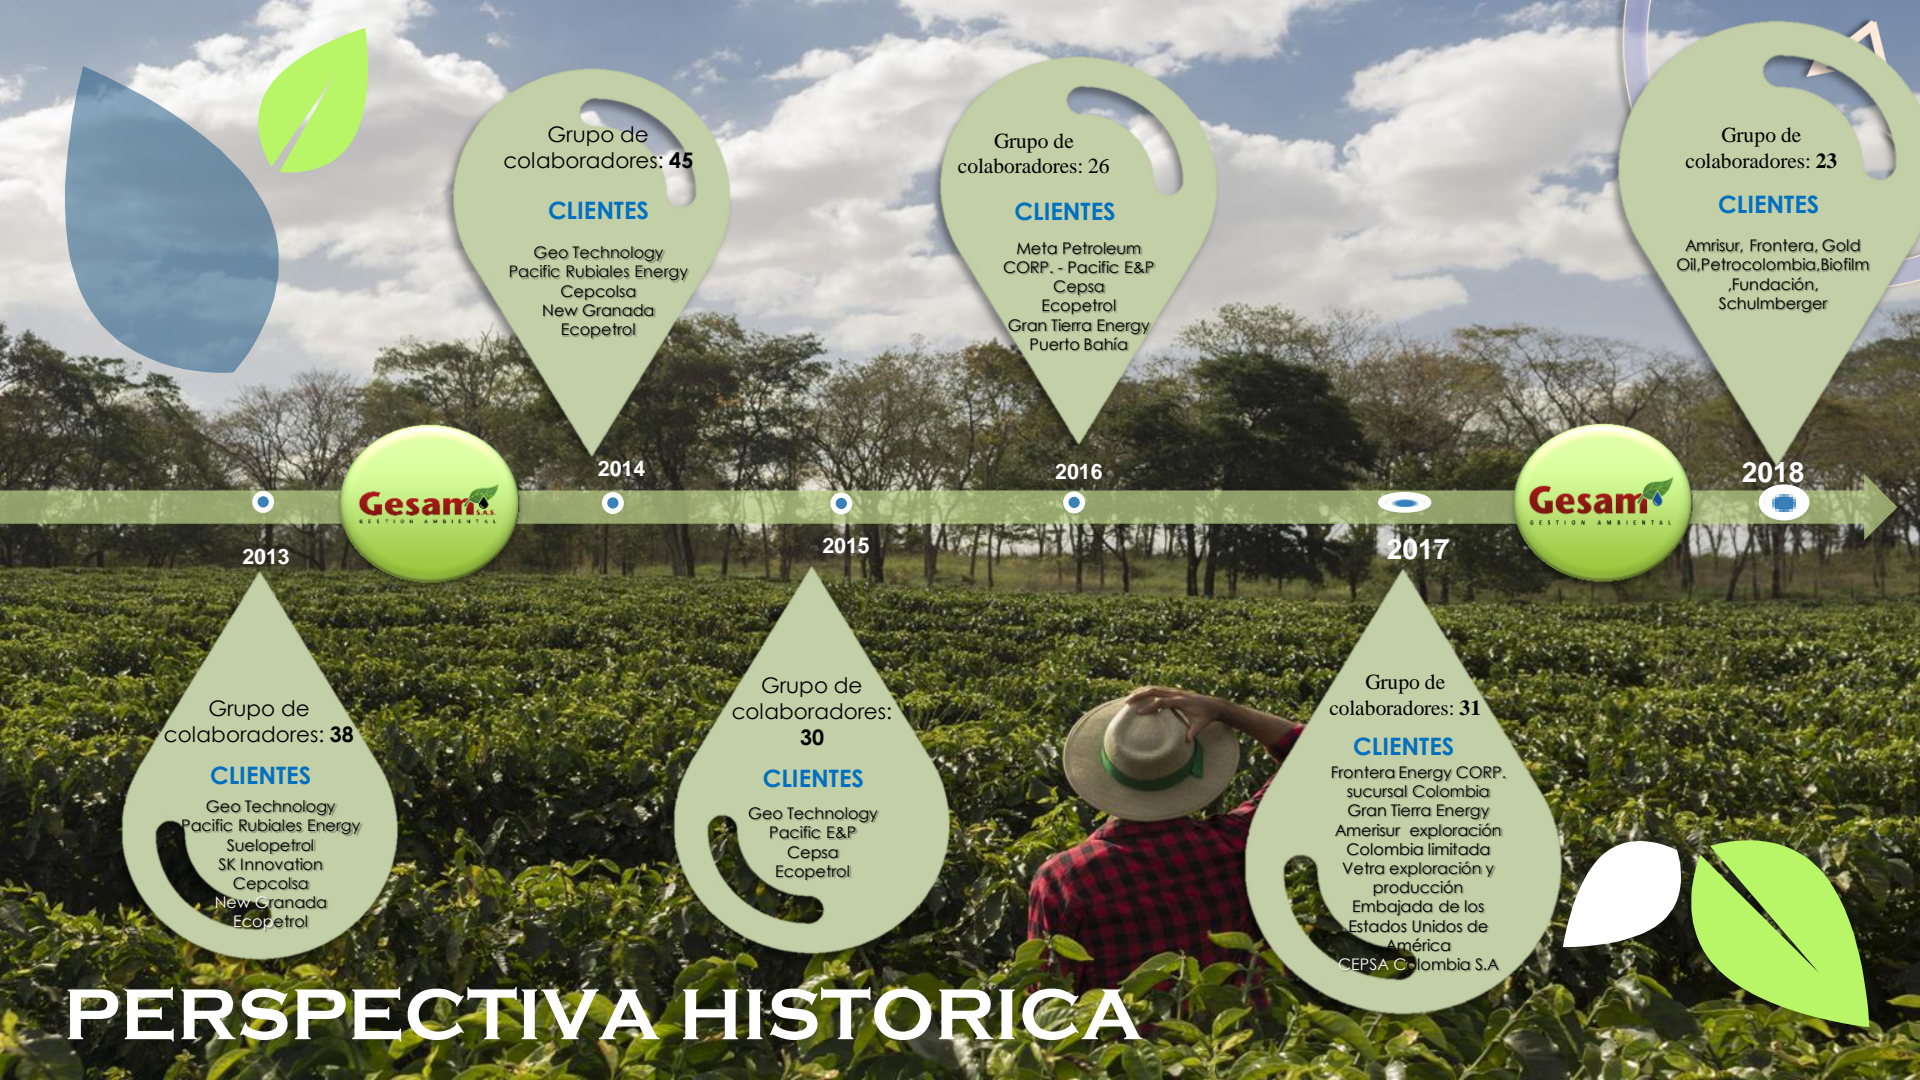 Grupo de
colaboradores: 45
CLIENTES
Geo Technology
Pacific Rubiales Energy
Cepcolsa
New Granada
Ecopetrol
Grupo de
colaboradores: 26
CLIENTES
Meta Petroleum
CORP. - Pacific E&P
Cepsa
Ecopetrol
Gran Tierra Energy
Puerto Bahía
Grupo de
colaboradores: 23
CLIENTES
Amrisur, Frontera, Gold
Oil,Petrocolombia,Biofilm
,Fundación,
Schulmberger
2014
2016
2018
Gesam
S.A.S.
GESTION AMBIENTAL
Gesam
GESTION AMBIENTAL
2013
2015
2017
Grupo de
colaboradores: 38
CLIENTES
Geo Technology
Pacific Rubiales Energy
Suelopetrol
SK Innovation
Cepcolsa
New Granada
Ecopetrol
Grupo de
colaboradores:
30
CLIENTES
Geo Technology
Pacific E&P
Cepsa
Ecopetrol
Grupo de
colaboradores: 31
CLIENTES
Frontera Energy CORP.
sucursal Colombia
Gran Tierra Energy
Amerisur exploración
Colombia limitada
Vetra exploración y
producción
Embajada de los
Estados Unidos de
América
CEPSA Colombia S.A
PERSPECTIVA HISTORICA